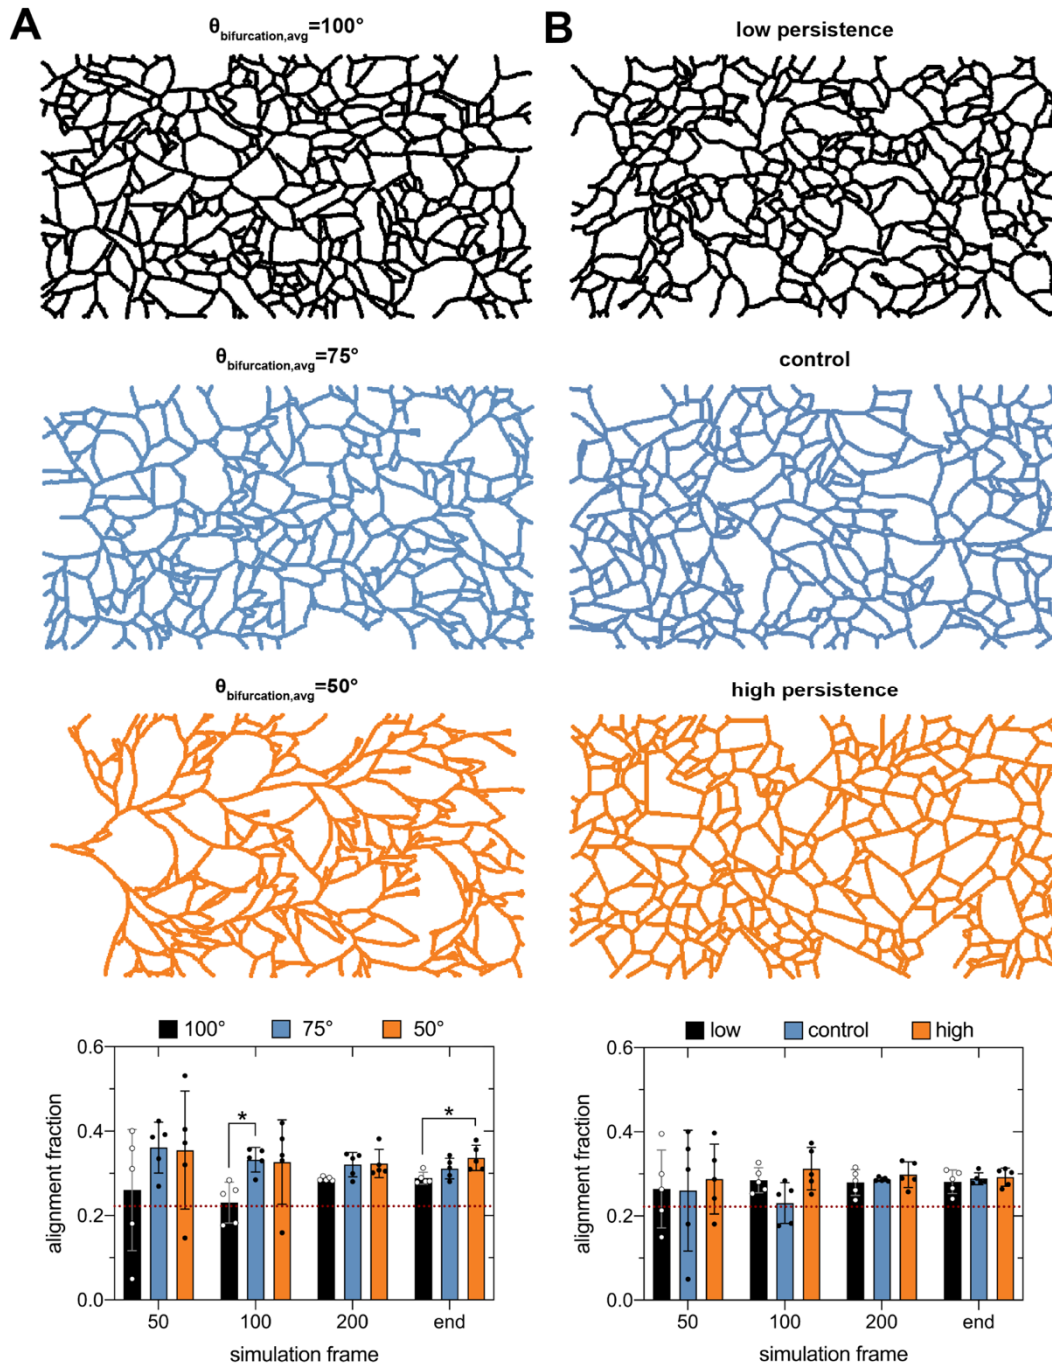 A
θbifurcation,avg=100°
B
low persistence
θbifurcation,avg=75°
control
θbifurcation,avg=50°
high persistence
100° 75° 50°
0.6
0.4
0.2
0.0
alignment fraction
* *
50 100 200 end
simulation frame
low control high
0.6
0.4
0.2
0.0
alignment fraction
50 100 200 end
simulation frame